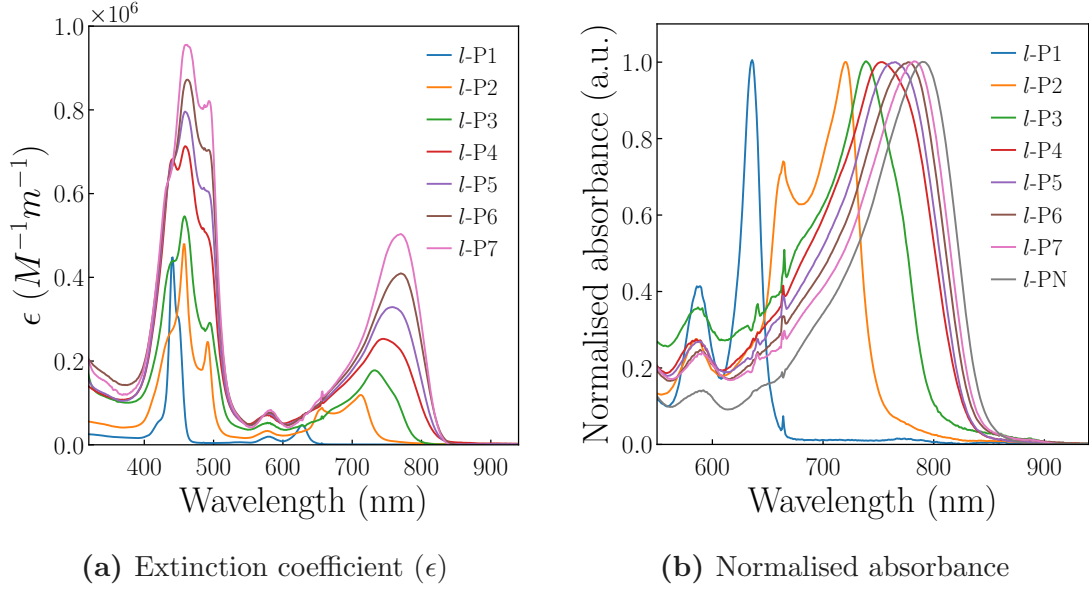 ×10⁶
1.0
0.8
0.6
0.4
0.2
0.0
ϵ (M⁻¹m⁻¹)
400 500 600 700 800 900
Wavelength (nm)
l-P1
l-P2
l-P3
l-P4
l-P5
l-P6
l-P7
(a) Extinction coefficient (ϵ)
1.0
0.8
0.6
0.4
0.2
0.0
Normalised absorbance (a.u.)
600 700 800 900
Wavelength (nm)
l-P1
l-P2
l-P3
l-P4
l-P5
l-P6
l-P7
l-PN
(b) Normalised absorbance